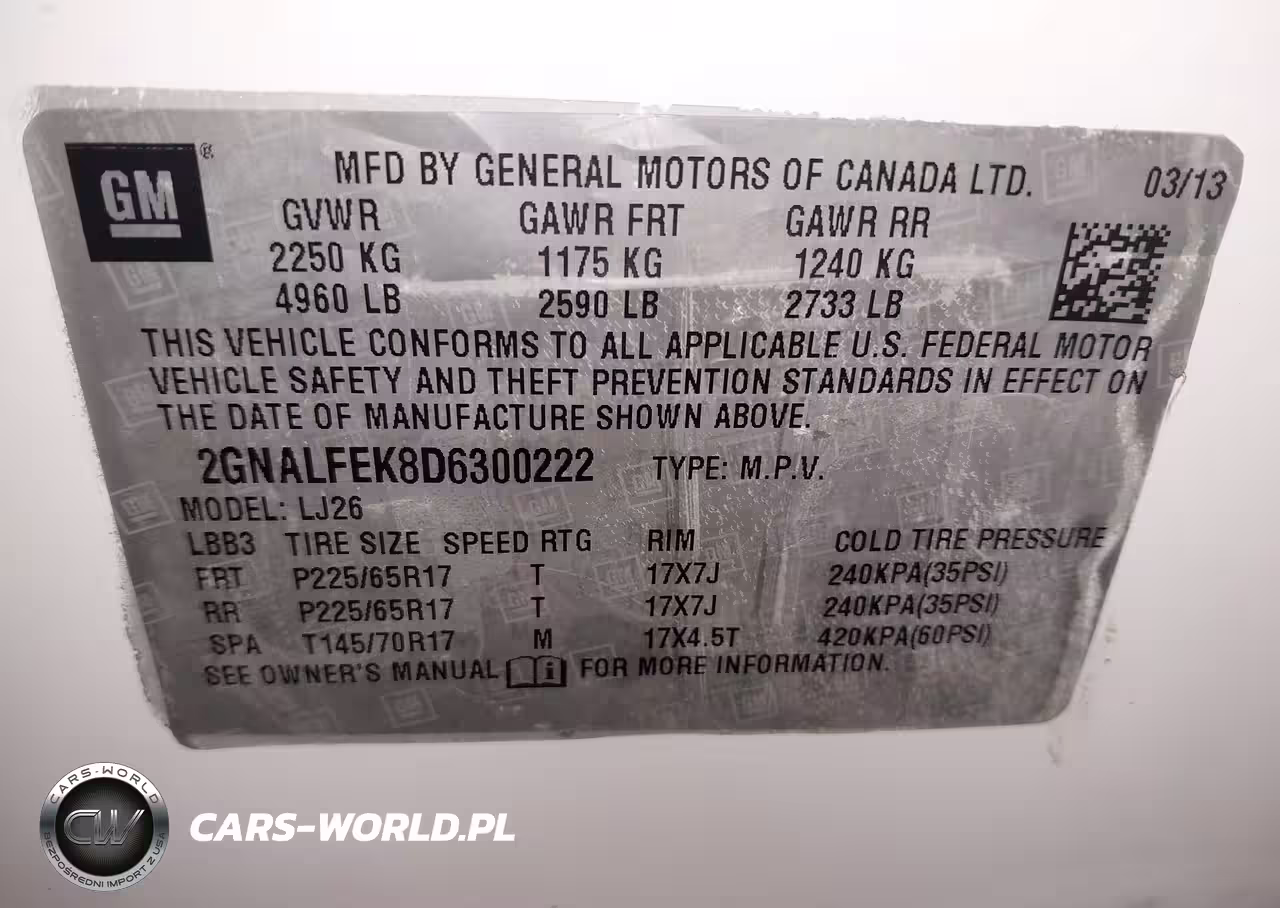 GM ®
MFD BY GENERAL MOTORS OF CANADA LTD. 03/13
GVWR GAWR FRT GAWR RR
2250 KG 1175 KG 1240 KG
4960 LB 2590 LB 2733 LB
THIS VEHICLE CONFORMS TO ALL APPLICABLE U.S. FEDERAL MOTOR
VEHICLE SAFETY AND THEFT PREVENTION STANDARDS IN EFFECT ON
THE DATE OF MANUFACTURE SHOWN ABOVE.
2GNALFEK8D6300222 TYPE: M.P.V.
MODEL: LJ26
LBB3 TIRE SIZE SPEED RTG RIM COLD TIRE PRESSURE
FRT P225/65R17 T 17X7J 240KPA(35PSI)
RR P225/65R17 T 17X7J 240KPA(35PSI)
SPA T145/70R17 M 17X4.5T 420KPA(60PSI)
SEE OWNER'S MANUAL i FOR MORE INFORMATION.
CARS-WORLD
CW
BEZPOŚREDNI IMPORT Z USA
CARS-WORLD.PL